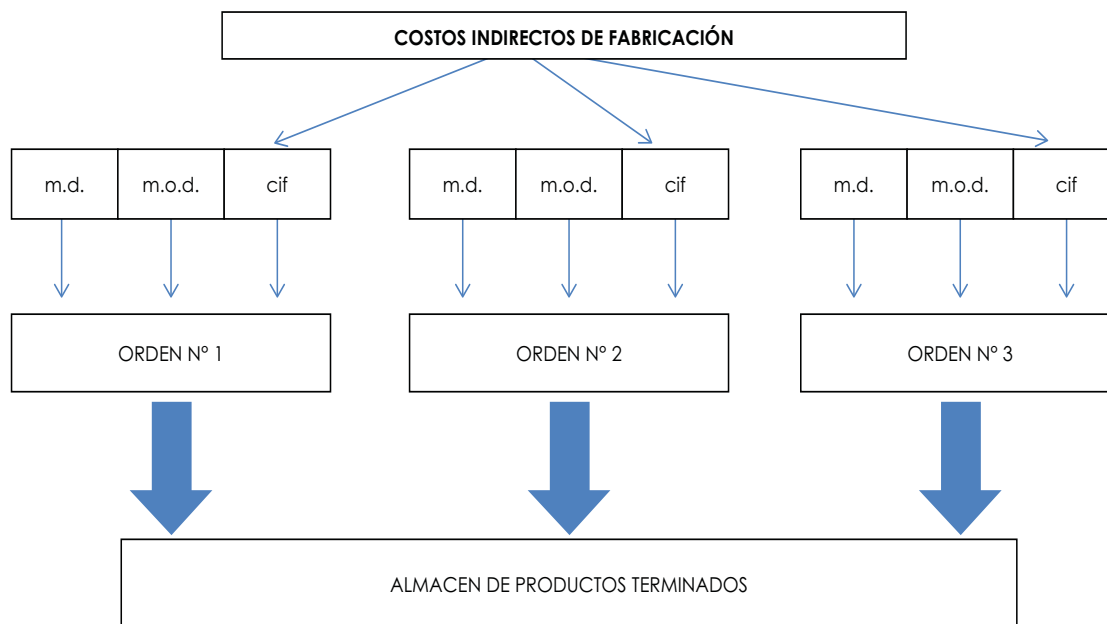 COSTOS INDIRECTOS DE FABRICACIÓN
m.d. m.o.d. cif
m.d. m.o.d. cif
m.d. m.o.d. cif
ORDEN Nº 1
ORDEN Nº 2
ORDEN Nº 3
ALMACEN DE PRODUCTOS TERMINADOS